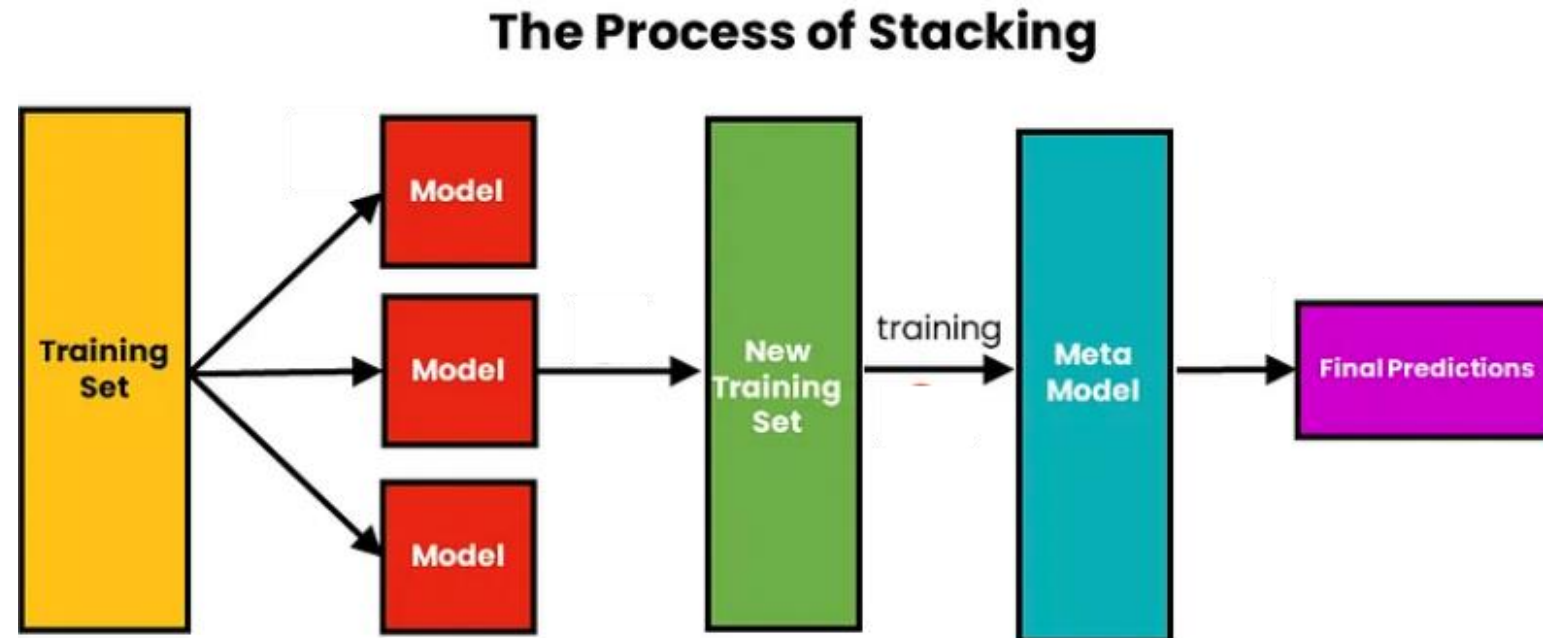 The Process of Stacking
Training
Set
Model
Model
Model
New
Training
Set
training
Meta
Model
Final Predictions